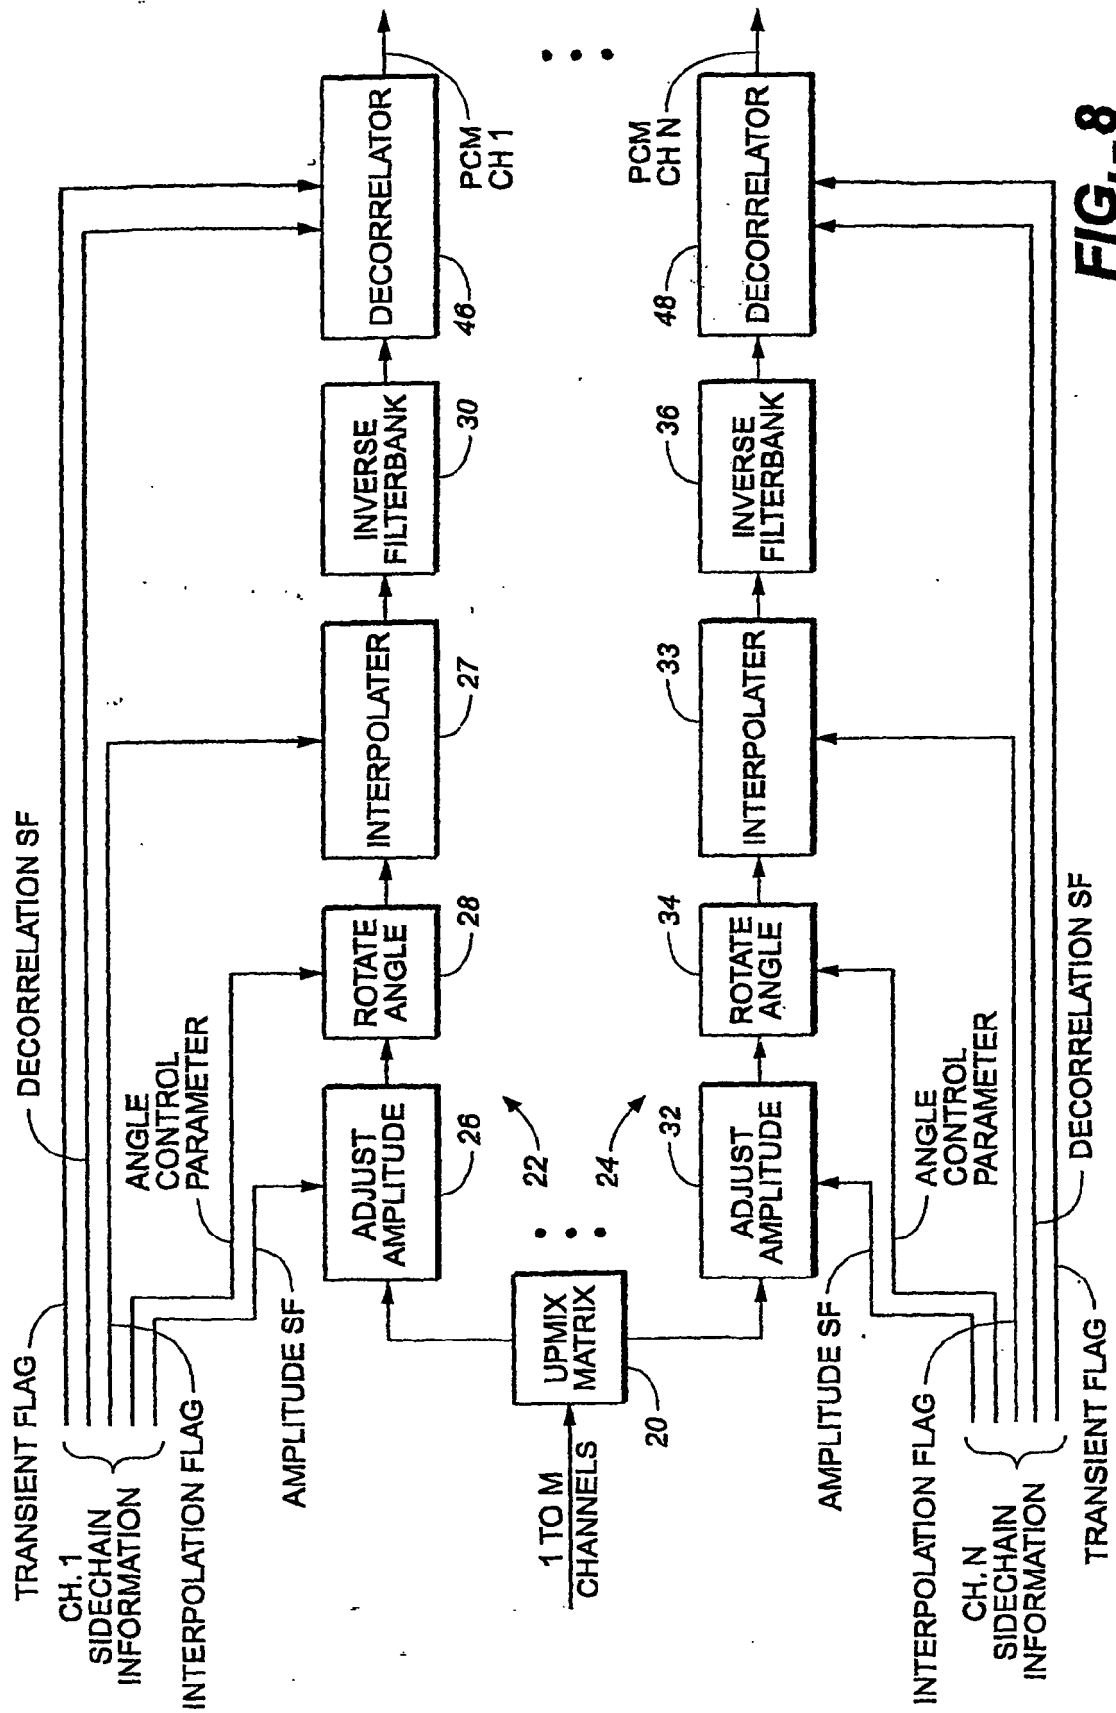 TRANSIENT FLAG
CH. 1
SIDECHAIN
INFORMATION
INTERPOLATION FLAG
DECORRELATION SF
ANGLE
CONTROL
PARAMETER
AMPLITUDE SF
ADJUST
AMPLITUDE
26
ROTATE
ANGLE
28
INTERPOLATER
27
INVERSE
FILTERBANK
30
DECORRELATOR
46
PCM
CH 1
22
24
1 TO M
CHANNELS
UPMIX
MATRIX
20
ADJUST
AMPLITUDE
32
ROTATE
ANGLE
34
INTERPOLATER
33
INVERSE
FILTERBANK
36
DECORRELATOR
48
PCM
CH N
AMPLITUDE SF
ANGLE
CONTROL
PARAMETER
INTERPOLATION FLAG
CH. N
SIDECHAIN
INFORMATION
DECORRELATION SF
TRANSIENT FLAG
FIG._8